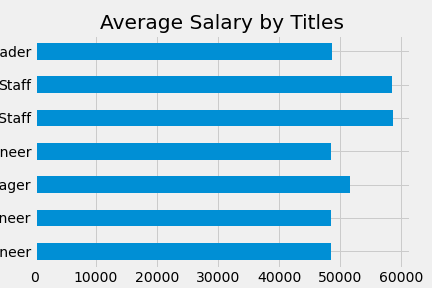 Average Salary by Titles
ader
Staff
Staff
neer
ager
neer
neer
0 10000 20000 30000 40000 50000 60000